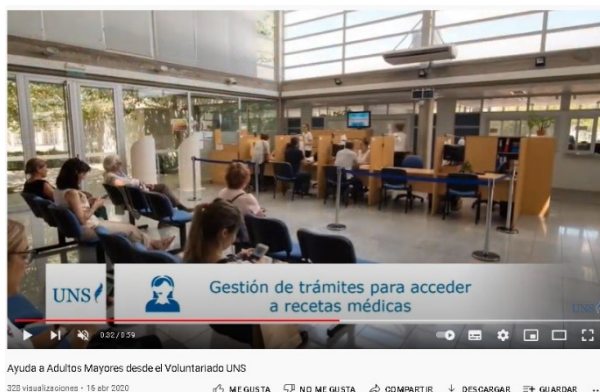 UNS
Gestión de trámites para acceder
a recetas médicas
UNS
0:32 / 0:59
Ayuda a Adultos Mayores desde el Voluntariado UNS
328 visualizaciones • 16 abr 2020
ME GUSTA
NO ME GUSTA
COMPARTIR
DESCARGAR
GUARDAR